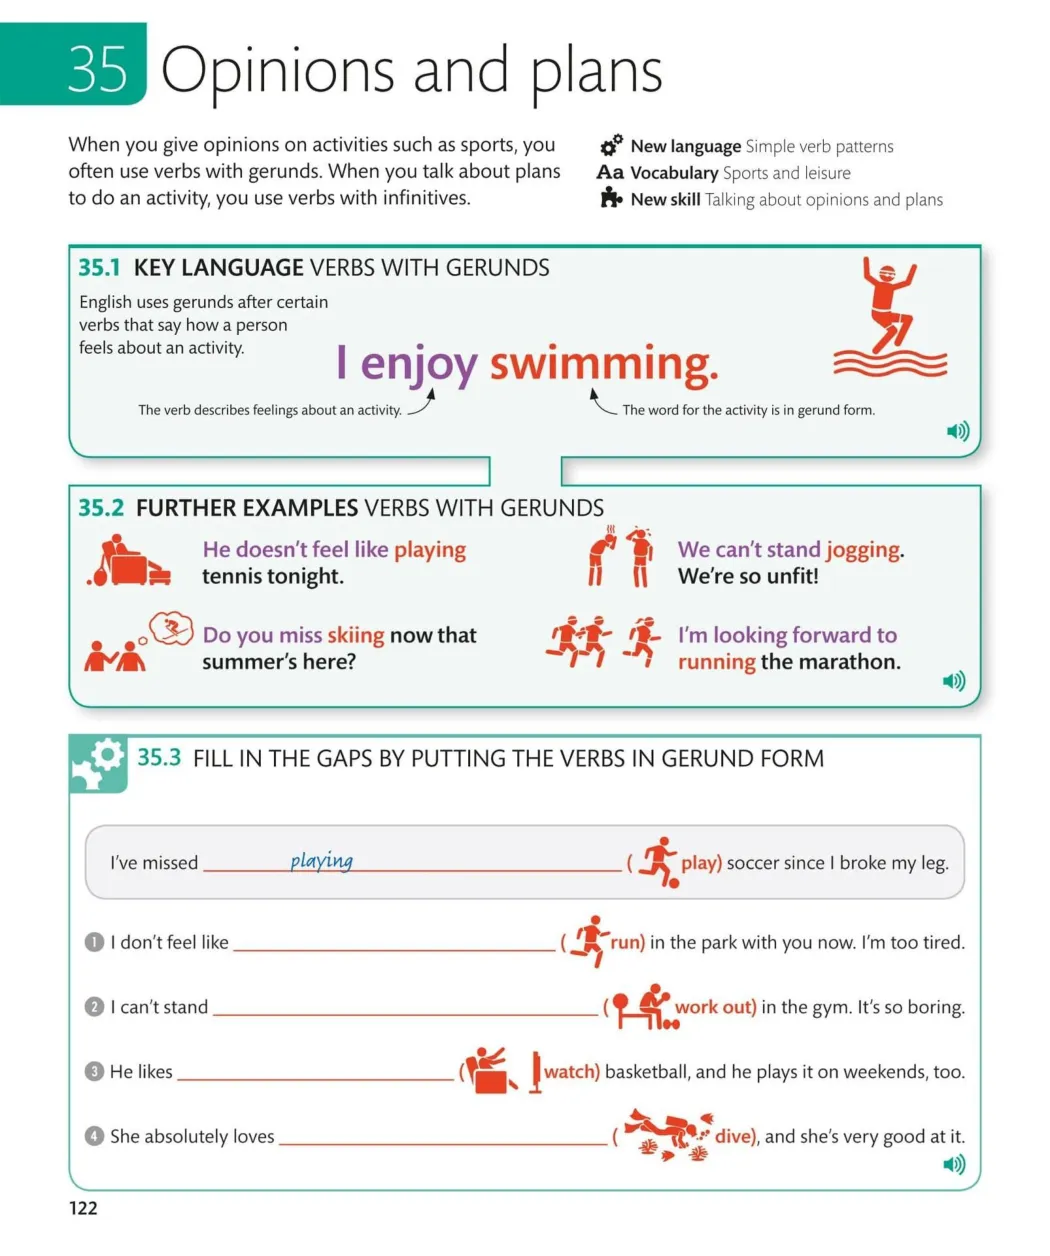 35 Opinions and plans
When you give opinions on activities such as sports, you
often use verbs with gerunds. When you talk about plans
to do an activity, you use verbs with infinitives.
New language Simple verb patterns
Aa Vocabulary Sports and leisure
New skill Talking about opinions and plans
35.1 KEY LANGUAGE VERBS WITH GERUNDS
English uses gerunds after certain
verbs that say how a person
feels about an activity.
I enjoy swimming.
The verb describes feelings about an activity.
The word for the activity is in gerund form.
35.2 FURTHER EXAMPLES VERBS WITH GERUNDS
He doesn't feel like playing
tennis tonight.
We can't stand jogging.
We're so unfit!
Do you miss skiing now that
summer's here?
I'm looking forward to
running the marathon.
35.3 FILL IN THE GAPS BY PUTTING THE VERBS IN GERUND FORM
I've missed playing ( play) soccer since I broke my leg.
1 I don't feel like ( run) in the park with you now. I'm too tired.
2 I can't stand ( work out) in the gym. It's so boring.
3 He likes ( watch) basketball, and he plays it on weekends, too.
4 She absolutely loves ( dive), and she's very good at it.
122